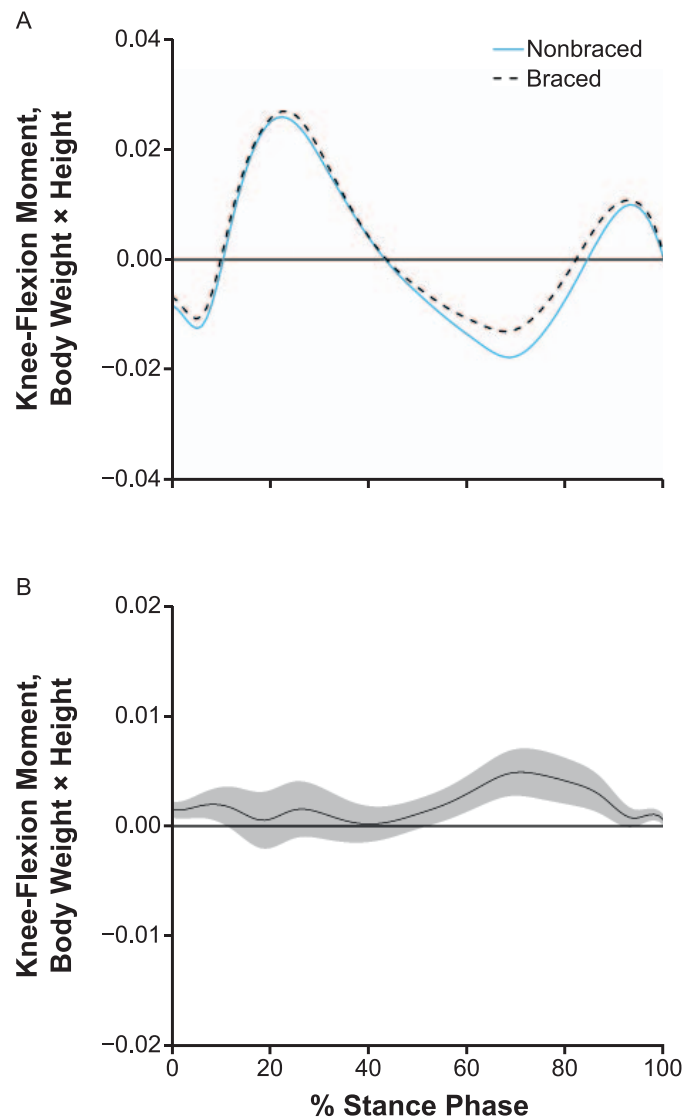 A
Knee-Flexion Moment,
Body Weight × Height
0.04
0.02
0.00
−0.02
−0.04
Nonbraced
Braced
B
Knee-Flexion Moment,
Body Weight × Height
0.02
0.01
0.00
−0.01
−0.02
0 20 40 60 80 100
% Stance Phase